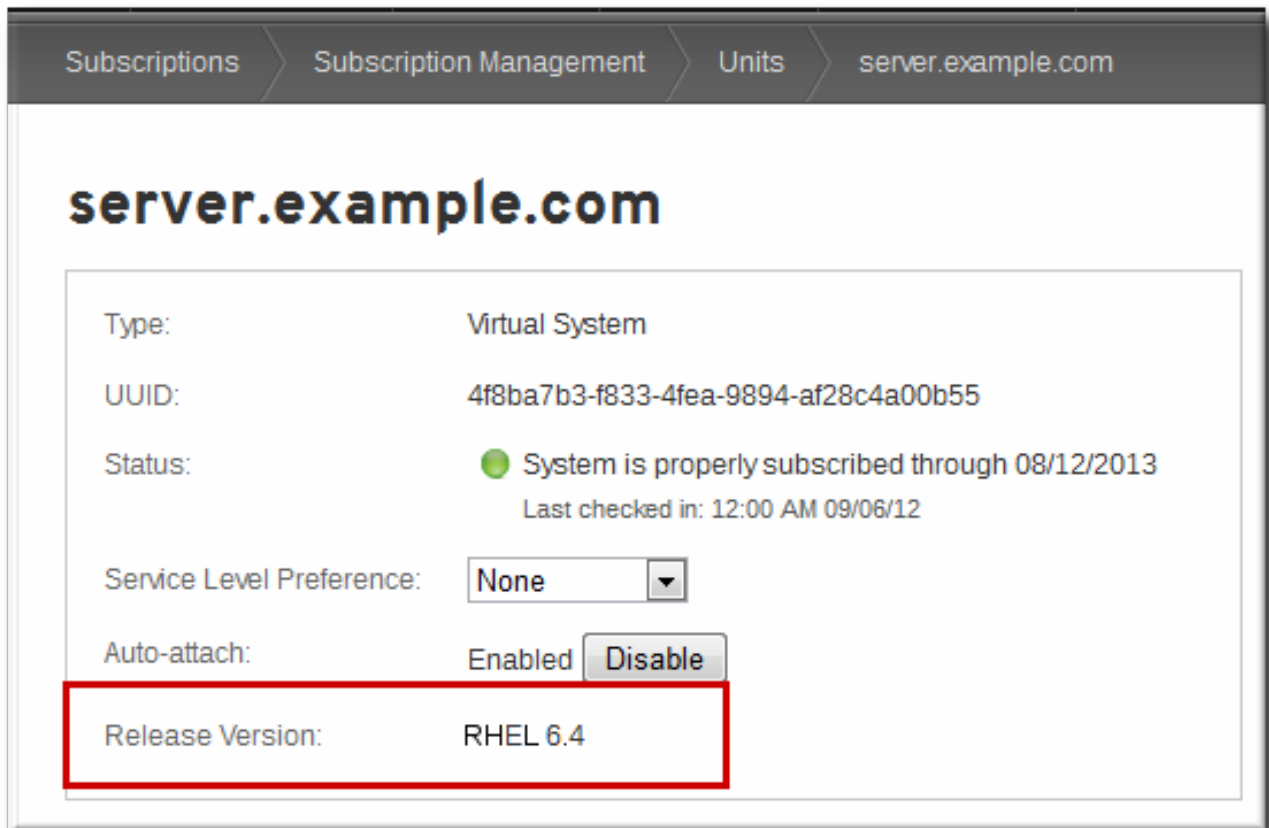 Subscriptions Subscription Management Units server.example.com
server.example.com
Type: Virtual System
UUID: 4f8ba7b3-f833-4fea-9894-af28c4a00b55
Status: System is properly subscribed through 08/12/2013
Last checked in: 12:00 AM 09/06/12
Service Level Preference: None
Auto-attach: Enabled Disable
Release Version: RHEL 6.4